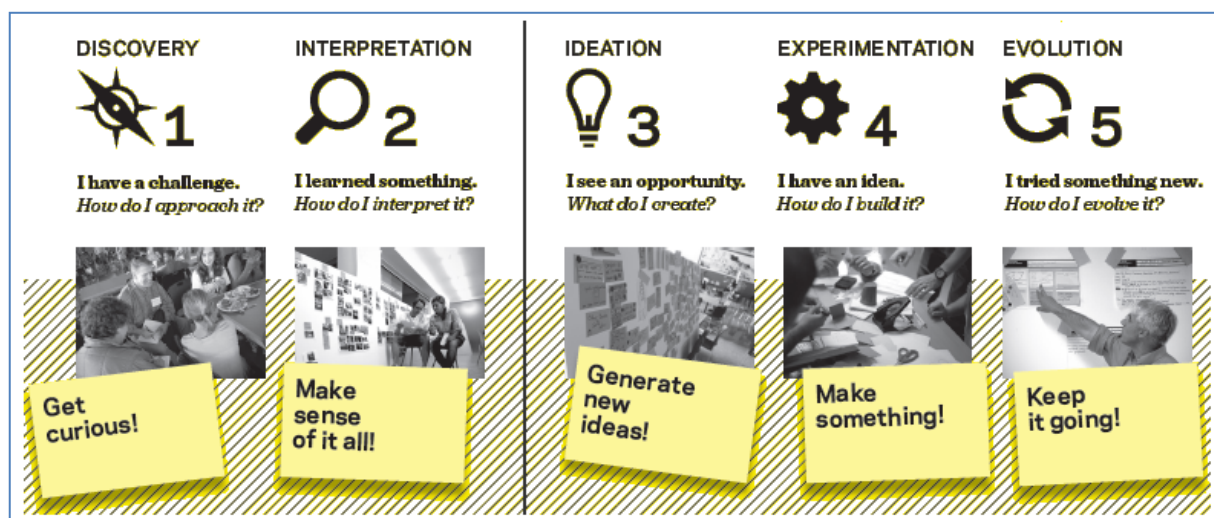 DISCOVERY
1
I have a challenge.
How do I approach it?
Get
curious!
INTERPRETATION
2
I learned something.
How do I interpret it?
Make
sense
of it all!
IDEATION
3
I see an opportunity.
What do I create?
Generate
new
ideas!
EXPERIMENTATION
4
I have an idea.
How do I build it?
Make
something!
EVOLUTION
5
I tried something new.
How do I evolve it?
Keep
it going!